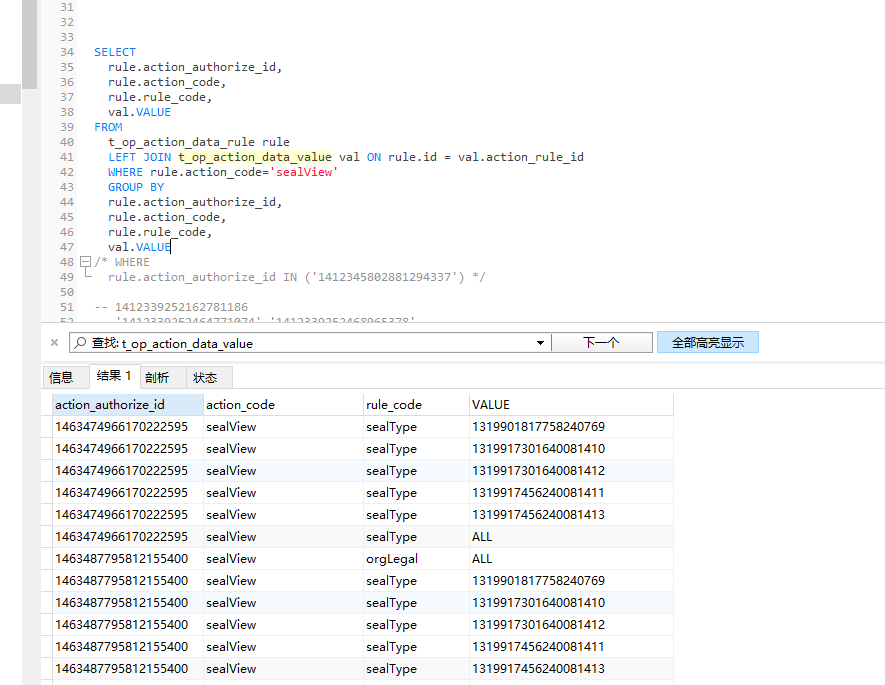 31
32
33
34 SELECT
35 rule.action_authorize_id,
36 rule.action_code,
37 rule.rule_code,
38 val.VALUE
39 FROM
40 t_op_action_data_rule rule
41 LEFT JOIN t_op_action_data_value val ON rule.id = val.action_rule_id
42 WHERE rule.action_code='sealView'
43 GROUP BY
44 rule.action_authorize_id,
45 rule.action_code,
46 rule.rule_code,
47 val.VALUE
48 /* WHERE
49 rule.action_authorize_id IN ('1412345802881294337') */
50
51 -- 1412339252162781186
52 '1412339252464771074','1412339252468965378'
查找: t_op_action_data_value 下一个 全部高亮显示
信息 结果 1 剖析 状态
action_authorize_id action_code rule_code VALUE
1463474966170222595 sealView sealType 1319901817758240769
1463474966170222595 sealView sealType 1319917301640081410
1463474966170222595 sealView sealType 1319917301640081412
1463474966170222595 sealView sealType 1319917456240081411
1463474966170222595 sealView sealType 1319917456240081413
1463474966170222595 sealView sealType ALL
1463487795812155400 sealView orgLegal ALL
1463487795812155400 sealView sealType 1319901817758240769
1463487795812155400 sealView sealType 1319917301640081410
1463487795812155400 sealView sealType 1319917301640081412
1463487795812155400 sealView sealType 1319917456240081411
1463487795812155400 sealView sealType 1319917456240081413